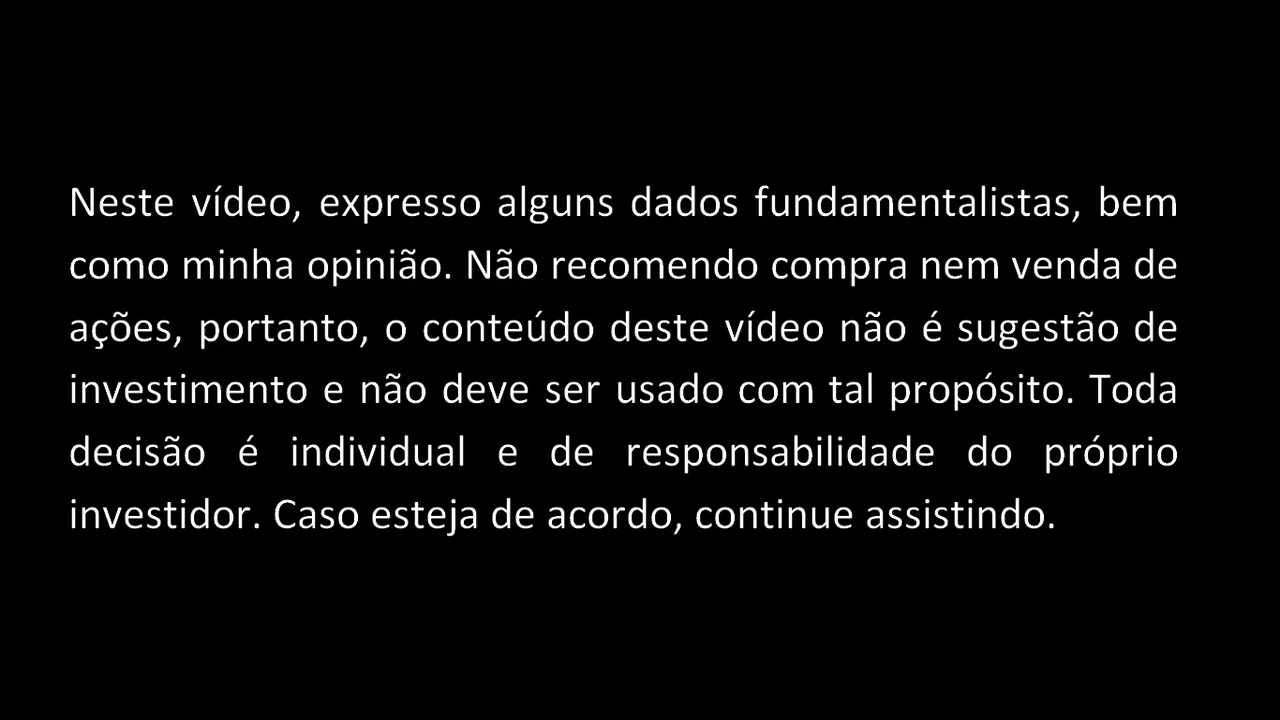 Neste vídeo, expresso alguns dados fundamentalistas, bem
como minha opinião. Não recomendo compra nem venda de
ações, portanto, o conteúdo deste vídeo não é sugestão de
investimento e não deve ser usado com tal propósito. Toda
decisão é individual e de responsabilidade do próprio
investidor. Caso esteja de acordo, continue assistindo.